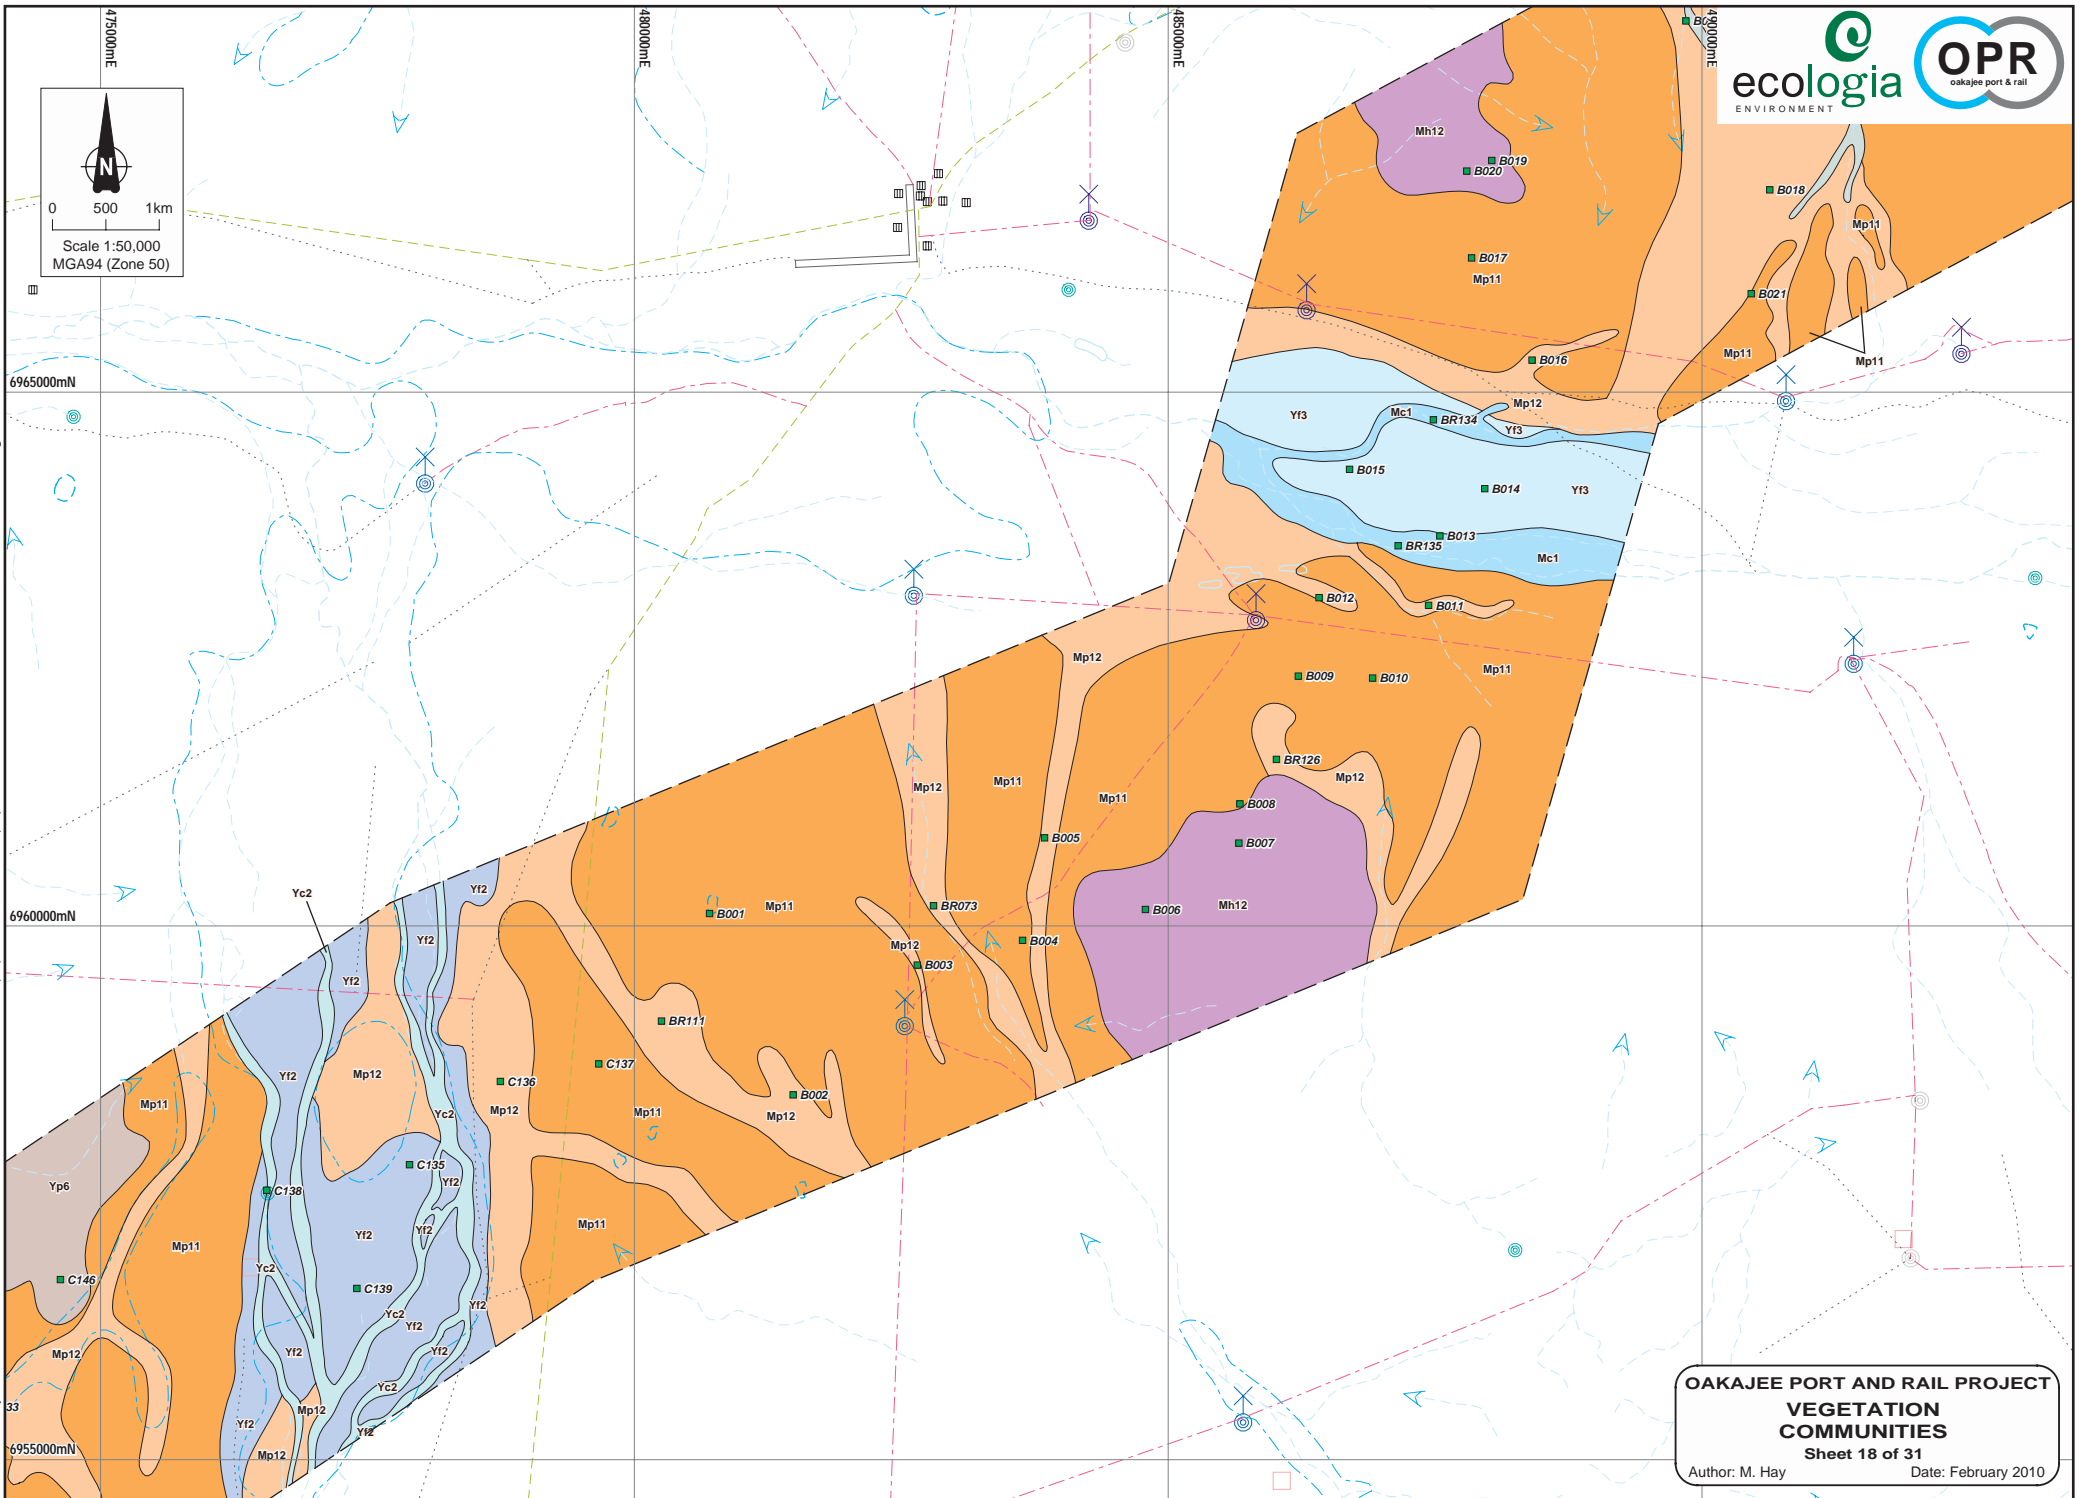 475000mE
480000mE
485000mE
490000mE
ecologia
ENVIRONMENT
OPR
oakajee port & rail
N
0 500 1km
Scale 1:50,000
MGA94 (Zone 50)
Mh12
B019
B020
B018
Mp11
B017
Mp11
B021
Mp11
Mp11
B016
6965000mN
Mp12
Yf3
Mc1
BR134
Yf3
B015
B014
Yf3
B013
BR135
Mc1
B012
B011
Mp12
Mp11
B009
B010
BR126
Mp12
Mp12
Mp11
Mp11
B008
B005
B007
Yc2
Yf2
B001
Mp11
BR073
B006
Mh12
6960000mN
Yf2
Mp12
B004
B003
Yf2
BR111
C137
Yf2
Mp12
C136
B002
Mp11
Yc2
Mp12
Mp11
Mp12
C135
Yp6
C138
Yf2
Yf2
Yf2
Mp11
Mp11
Yc2
C146
C139
Yf2
Yc2
Yf2
Mp12
Yf2
Yf2
Yc2
33
Mp12
Yf2
Yf2
6955000mN
Mp12
OAKAJEE PORT AND RAIL PROJECT
VEGETATION
COMMUNITIES
Sheet 18 of 31
Author: M. Hay Date: February 2010